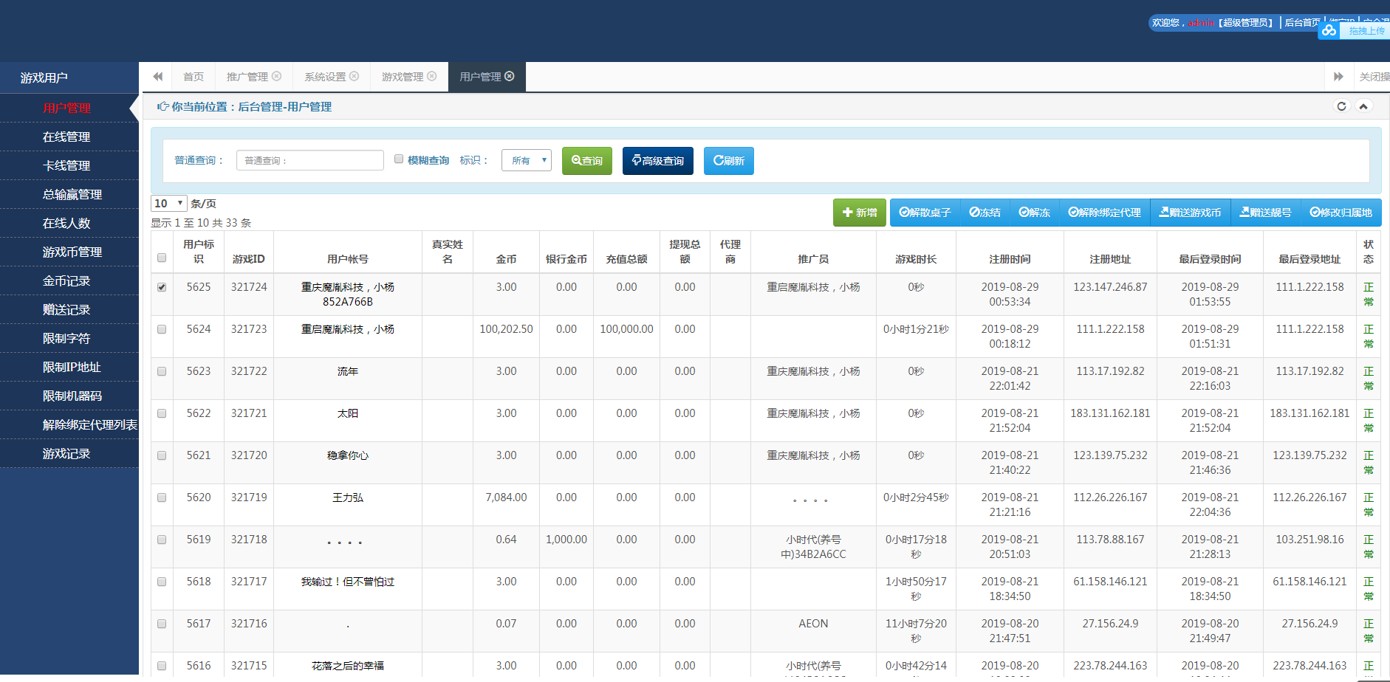 欢迎您，admin【超级管理员】 | 后台首页
拖拽上传
游戏用户
用户管理
在线管理
卡线管理
总输赢管理
在线人数
游戏币管理
金币记录
赠送记录
限制字符
限制IP地址
限制机器码
解除绑定代理列表
游戏记录
首页 推广管理 系统设置 游戏管理 用户管理 关闭操
你当前位置：后台管理-用户管理
普通查询： 普通查询： 模糊查询 标识： 所有 查询 高级查询 刷新
10 条/页
显示 1 至 10 共 33 条
新增 解散桌子 冻结 解冻 解除绑定代理 赠送游戏币 赠送靓号 修改归属地
用户标识 游戏ID 用户帐号 真实姓名 金币 银行金币 充值总额 提现总额 代理商 推广员 游戏时长 注册时间 注册地址 最后登录时间 最后登录地址 状态
5625 321724 重庆魔胤科技，小杨852A766B 3.00 0.00 0.00 0.00 重启魔胤科技，小杨 0秒 2019-08-29 00:53:34 123.147.246.87 2019-08-29 01:53:55 111.1.222.158 正常
5624 321723 重启魔胤科技，小杨 100,202.50 0.00 100,000.00 0.00 0小时1分21秒 2019-08-29 00:18:12 111.1.222.158 2019-08-29 01:51:31 111.1.222.158 正常
5623 321722 流年 3.00 0.00 0.00 0.00 重庆魔胤科技，小杨 0秒 2019-08-21 22:01:42 113.17.192.82 2019-08-21 22:16:03 113.17.192.82 正常
5622 321721 太阳 3.00 0.00 0.00 0.00 重庆魔胤科技，小杨 0秒 2019-08-21 21:52:04 183.131.162.181 2019-08-21 21:52:04 183.131.162.181 正常
5621 321720 稳拿你心 3.00 0.00 0.00 0.00 重庆魔胤科技，小杨 0秒 2019-08-21 21:40:22 123.139.75.232 2019-08-21 21:46:36 123.139.75.232 正常
5620 321719 王力弘 7,084.00 0.00 0.00 0.00 。。。。 0小时2分45秒 2019-08-21 21:21:16 112.26.226.167 2019-08-21 22:04:36 112.26.226.167 正常
5619 321718 。。。。 0.64 1,000.00 0.00 0.00 小时代(养号中)34B2A6CC 0小时17分18秒 2019-08-21 20:51:03 113.78.88.167 2019-08-21 21:28:13 103.251.98.16 正常
5618 321717 我输过！但不曾怕过 3.00 0.00 0.00 0.00 1小时50分17秒 2019-08-21 18:34:50 61.158.146.121 2019-08-21 18:34:50 61.158.146.121 正常
5617 321716 . 0.07 0.00 0.00 0.00 AEON 11小时7分20秒 2019-08-20 21:47:51 27.156.24.9 2019-08-20 21:49:47 27.156.24.9 正常
5616 321715 花落之后的幸福 3.00 0.00 0.00 0.00 小时代(养号 0小时42分14 2019-08-20 223.78.244.163 2019-08-20 223.78.244.163 正